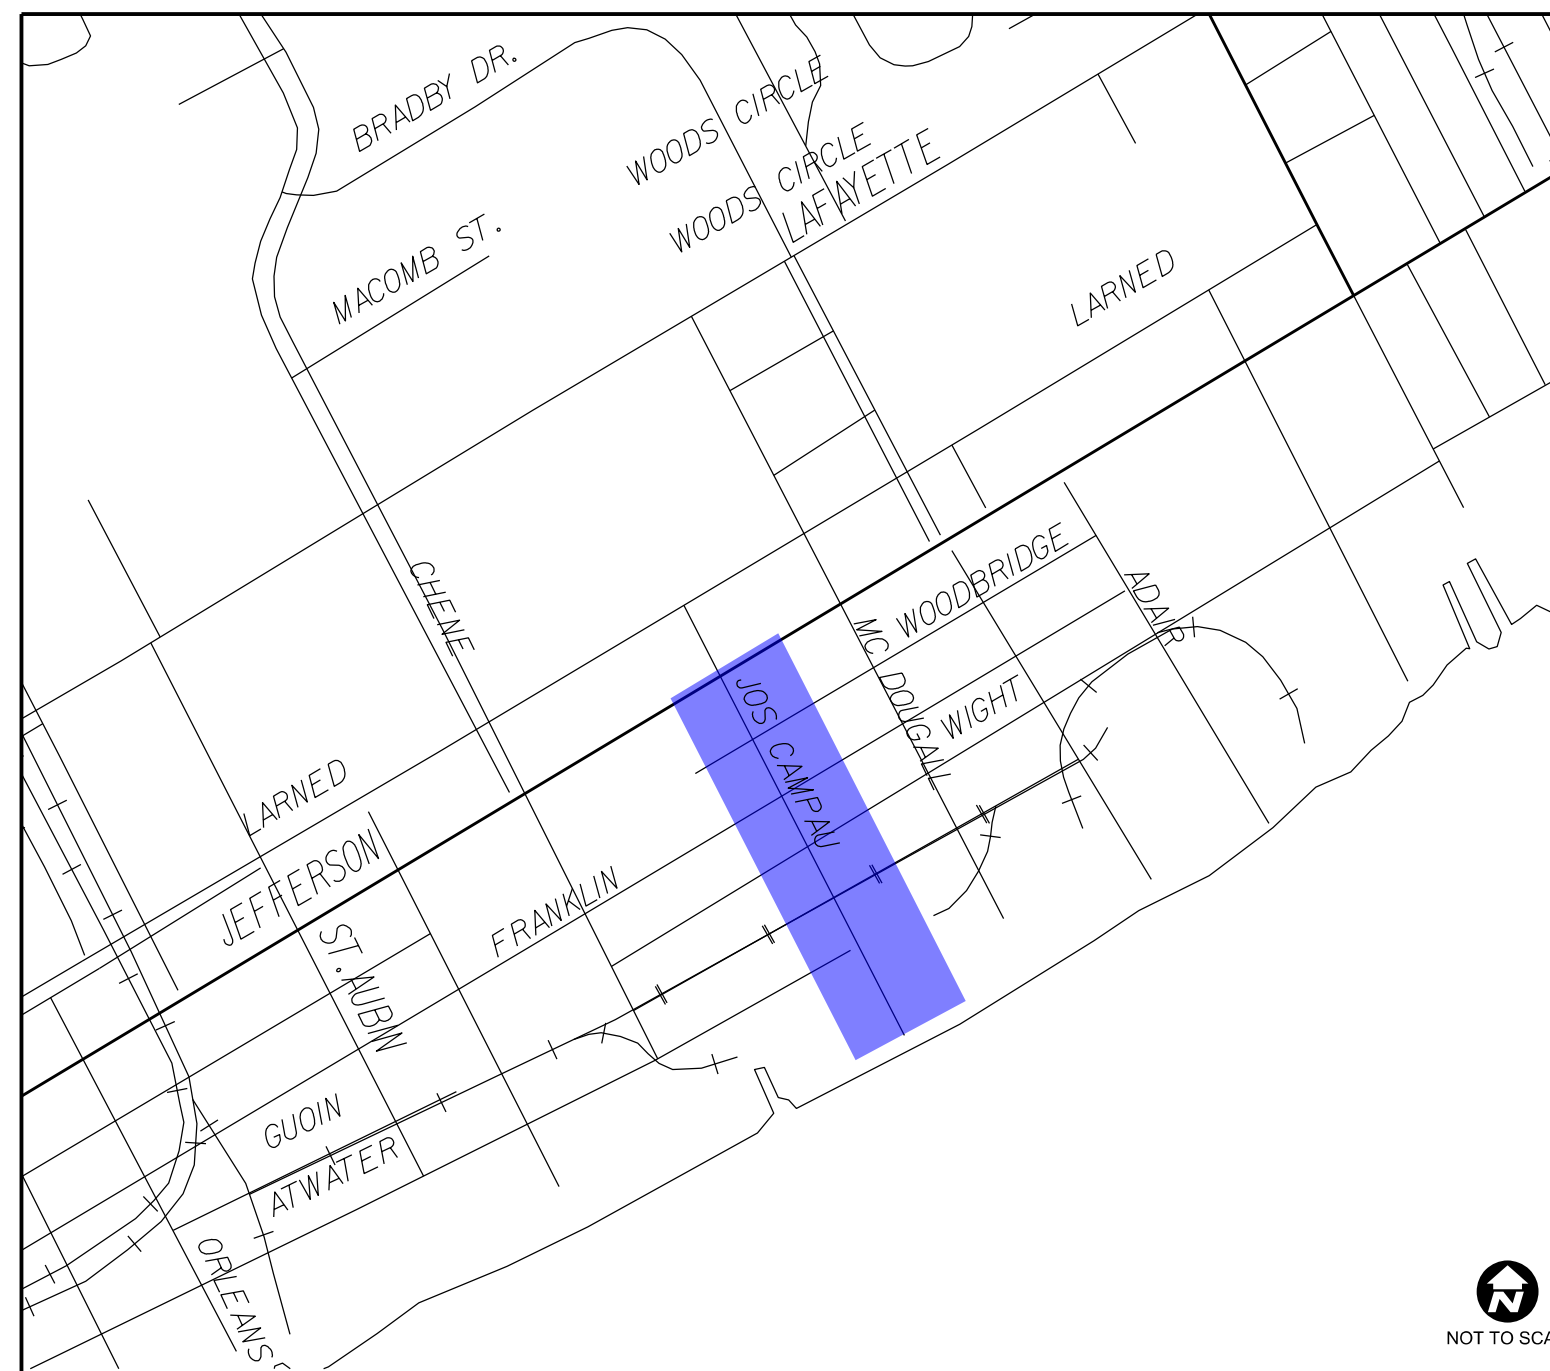 BRADBY DR.
WOODS CIRCLE
WOODS CIRCLE
LAFAYETTE
MACOMB ST.
LARNED
CHENE
WOODBRIDGE
ADAIR
MC DOUGALL
JOS CAMPAU
WIGHT
LARNED
JEFFERSON
FRANKLIN
ST. AUBIN
GUOIN
ATWATER
ORLEANS
N
NOT TO SCA